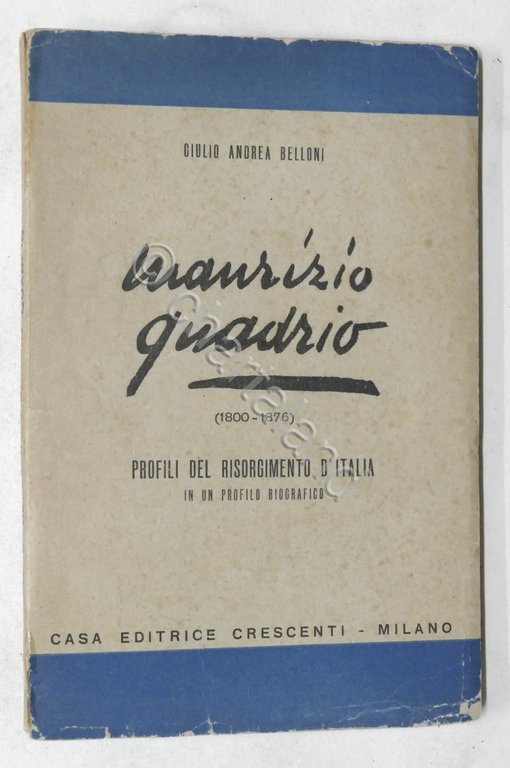 GIULIO ANDREA BELLONI
maurizio
quadrio
(1800-1876)
PROFILI DEL RISORGIMENTO D'ITALIA
IN UN PROFILO BIOGRAFICO
CASA EDITRICE CRESCENTI - MILANO
© chartaland